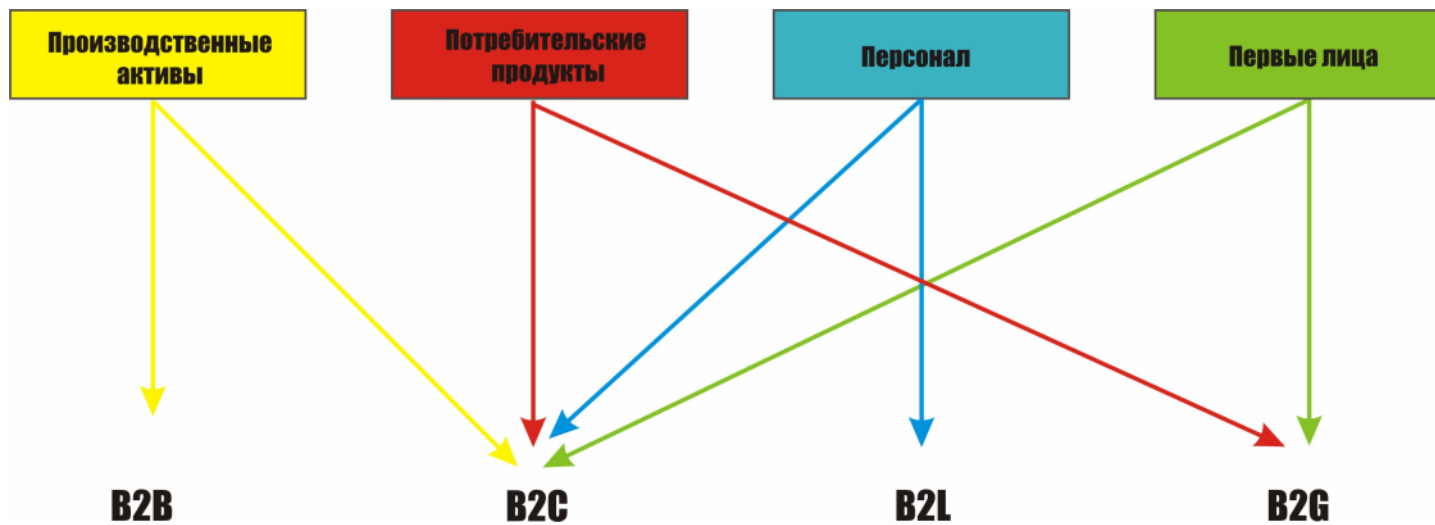 Производственные
активы
Потребительские
продукты
Персонал
Первые лица
B2B
B2C
B2L
B2G